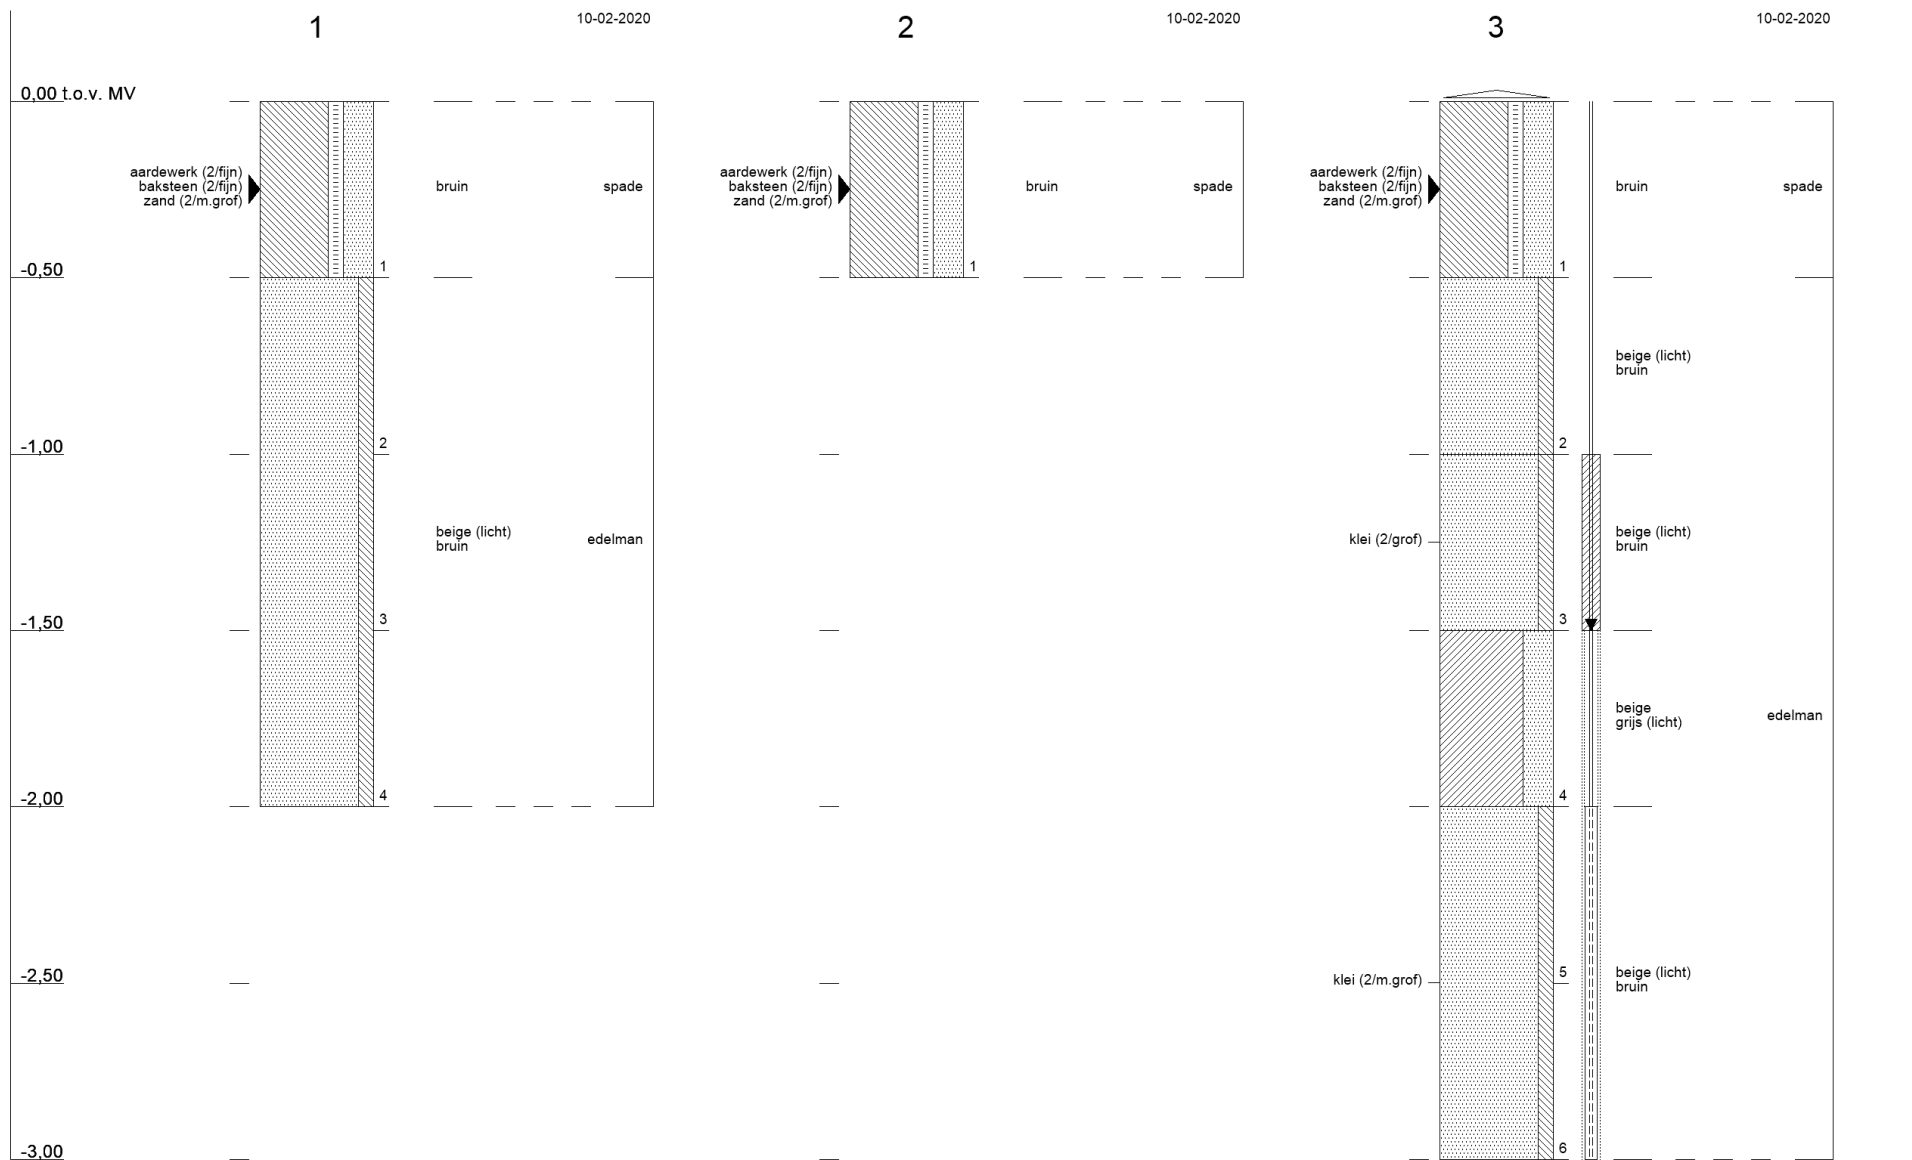 1
10-02-2020
2
10-02-2020
3
10-02-2020
0,00 t.o.v. MV
-0,50
-1,00
-1,50
-2,00
-2,50
-3,00
aardewerk (2/fijn)
baksteen (2/fijn)
zand (2/m.grof)
bruin
spade
1
2
beige (licht)
bruin
edelman
3
4
aardewerk (2/fijn)
baksteen (2/fijn)
zand (2/m.grof)
bruin
spade
1
aardewerk (2/fijn)
baksteen (2/fijn)
zand (2/m.grof)
bruin
spade
1
beige (licht)
bruin
2
klei (2/grof)
beige (licht)
bruin
3
beige
grijs (licht)
edelman
4
klei (2/m.grof)
5
beige (licht)
bruin
6